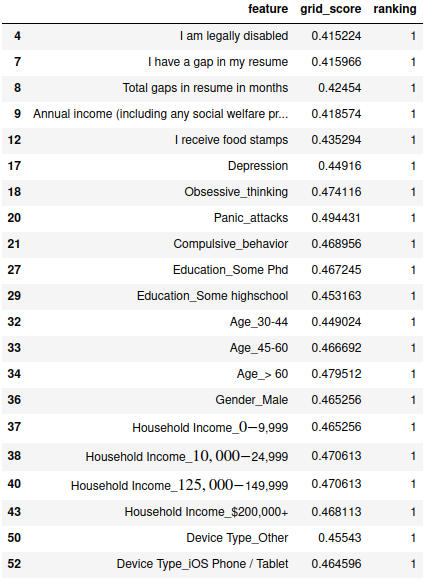 feature grid_score ranking
4 I am legally disabled 0.415224 1
7 I have a gap in my resume 0.415966 1
8 Total gaps in resume in months 0.42454 1
9 Annual income (including any social welfare pr... 0.418574 1
12 I receive food stamps 0.435294 1
17 Depression 0.44916 1
18 Obsessive_thinking 0.474116 1
20 Panic_attacks 0.494431 1
21 Compulsive_behavior 0.468956 1
27 Education_Some Phd 0.467245 1
29 Education_Some highschool 0.453163 1
32 Age_30-44 0.449024 1
33 Age_45-60 0.466692 1
34 Age_> 60 0.479512 1
36 Gender_Male 0.465256 1
37 Household Income_0−9,999 0.465256 1
38 Household Income_10, 000−24,999 0.470613 1
40 Household Income_125, 000−149,999 0.470613 1
43 Household Income_$200,000+ 0.468113 1
50 Device Type_Other 0.45543 1
52 Device Type_iOS Phone / Tablet 0.464596 1